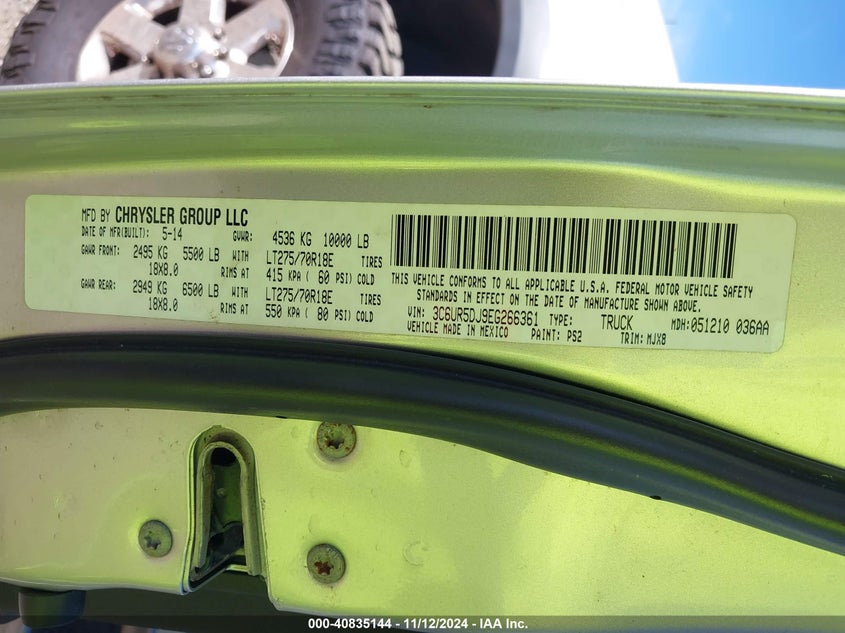 MFD BY CHRYSLER GROUP LLC
DATE OF MFR(BUILT): 5-14 GVWR: 4536 KG 10000 LB
GAWR FRONT: 2495 KG 5500 LB WITH LT275/70R18E TIRES
18X8.0 RIMS AT 415 KPA ( 60 PSI) COLD
GAWR REAR: 2949 KG 6500 LB WITH LT275/70R18E TIRES
18X8.0 RIMS AT 550 KPA ( 80 PSI) COLD
THIS VEHICLE CONFORMS TO ALL APPLICABLE U.S.A. FEDERAL MOTOR VEHICLE SAFETY
STANDARDS IN EFFECT ON THE DATE OF MANUFACTURE SHOWN ABOVE.
VIN: 3C6UR5DJ9EG266361 TYPE: TRUCK MDH:051210 036AA
VEHICLE MADE IN MEXICO PAINT: PS2 TRIM: MJX8
000-40835144 - 11/12/2024 - IAA Inc.